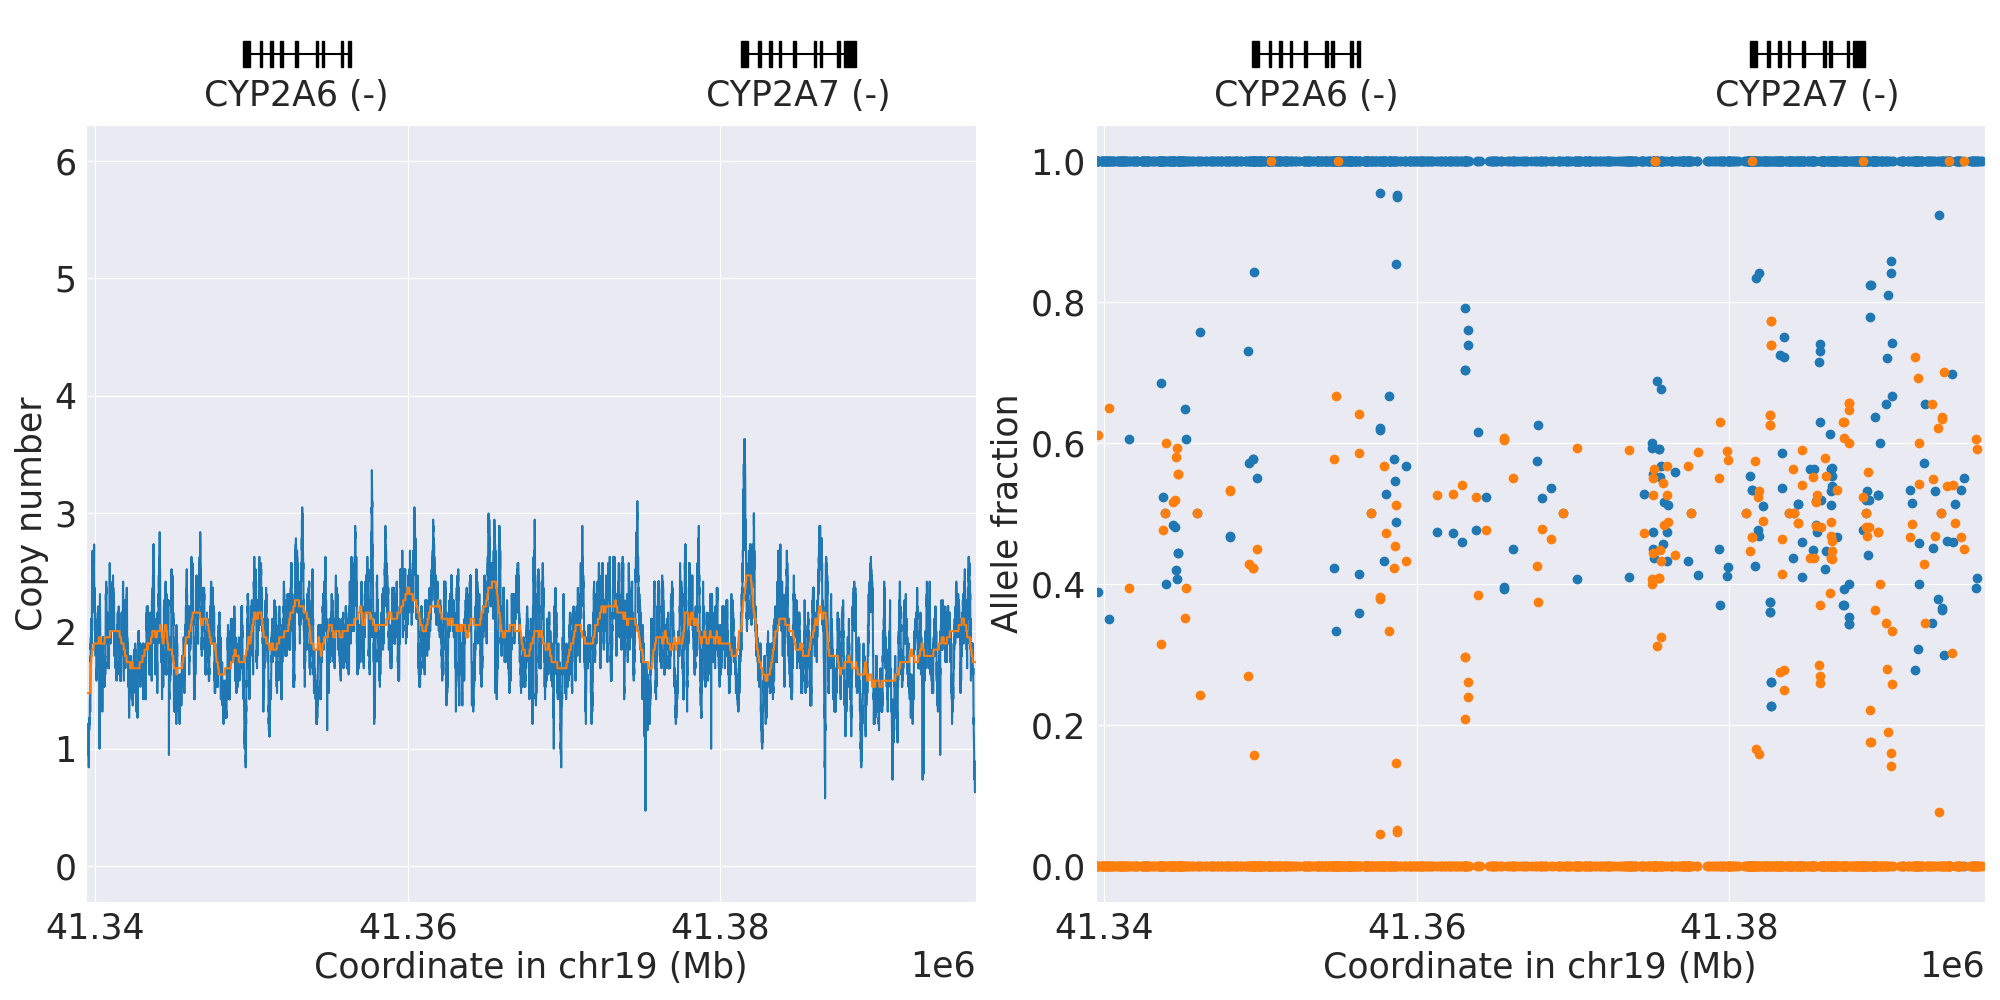 CYP2A6 (-)
CYP2A7 (-)
6
5
4
3
2
1
0
Copy number
41.34
41.36
41.38
Coordinate in chr19 (Mb)
1e6
CYP2A6 (-)
CYP2A7 (-)
1.0
0.8
0.6
0.4
0.2
0.0
Allele fraction
41.34
41.36
41.38
Coordinate in chr19 (Mb)
1e6